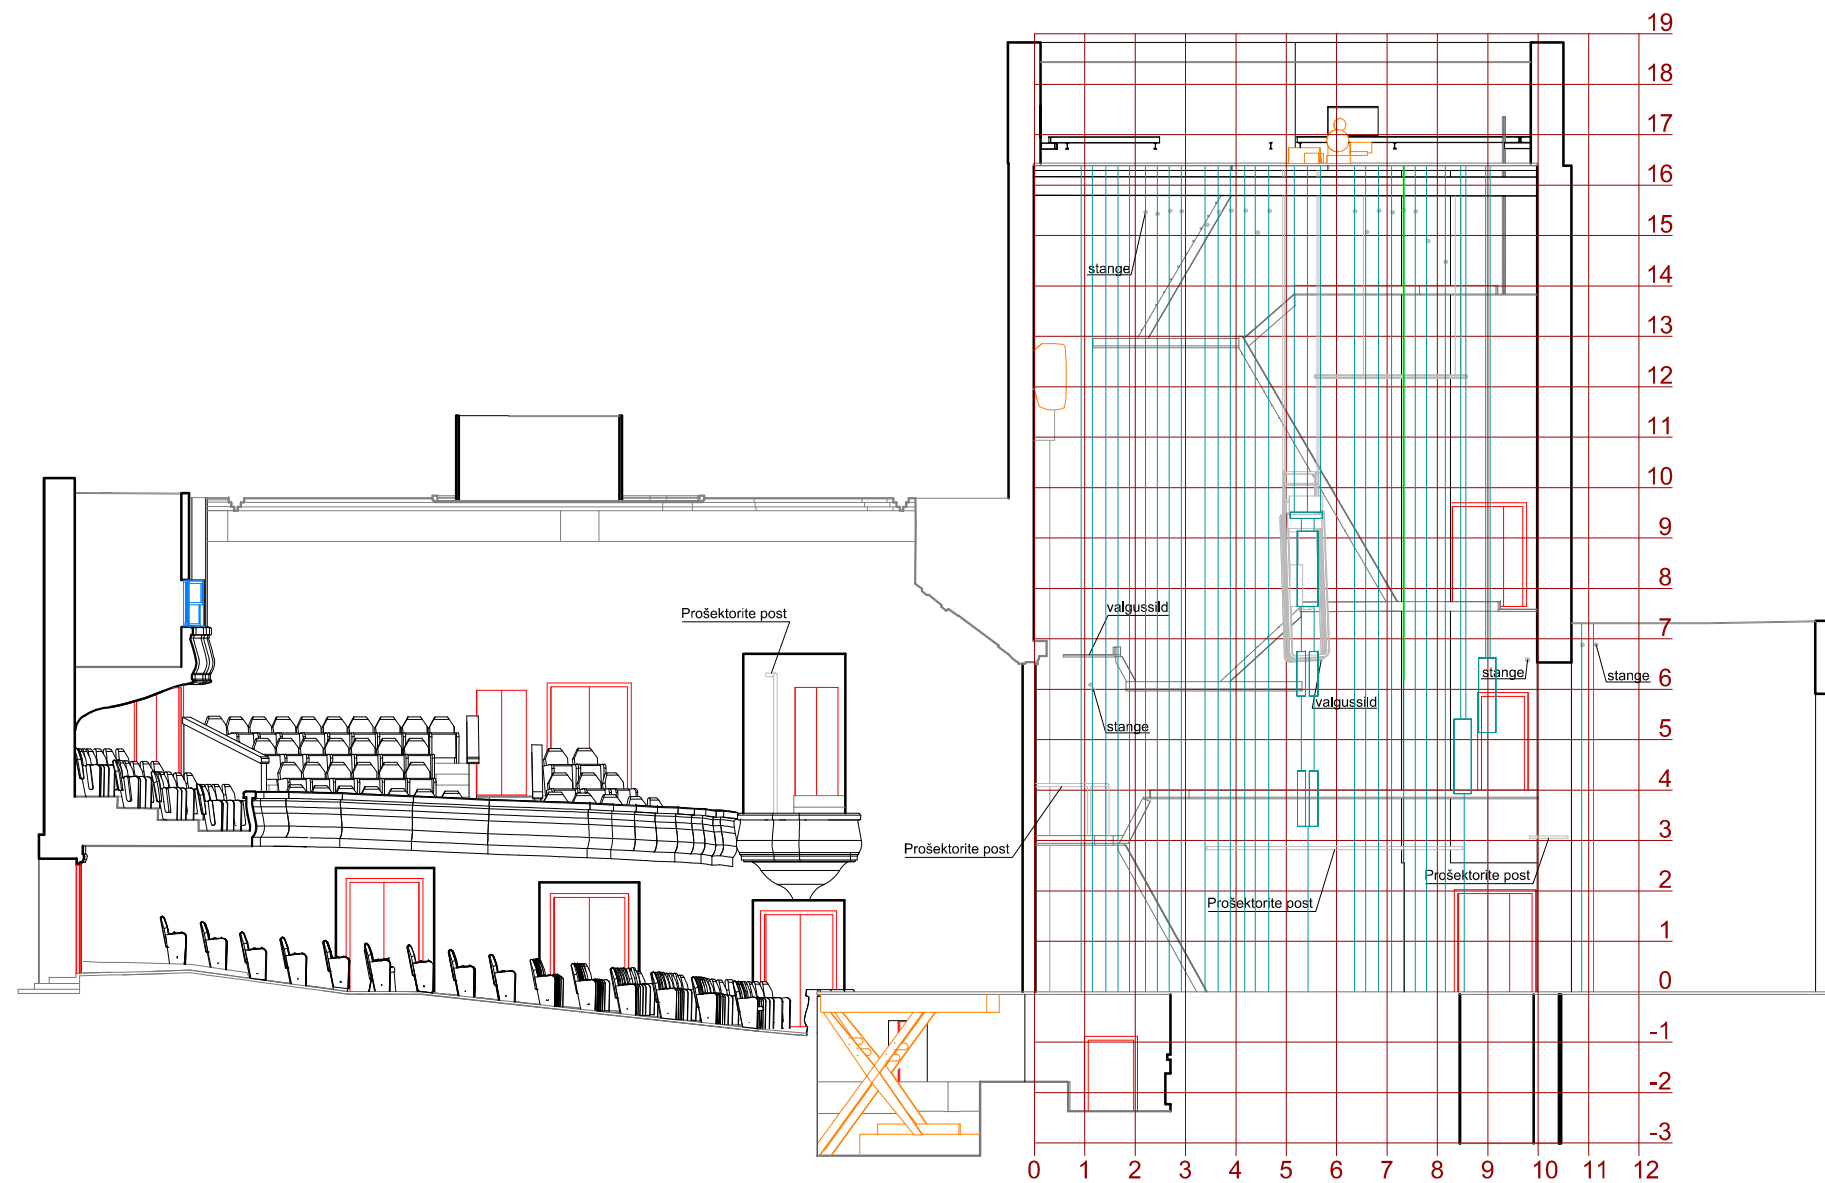 19
18
17
16
15
stange
14
13
12
11
10
9
8
valgussild
Prošektorite post
7
stange
stange
6
valgussild
stange
5
4
Prošektorite post
3
Prošektorite post
2
Prošektorite post
1
0
-1
-2
-3
0 1 2 3 4 5 6 7 8 9 10 11 12